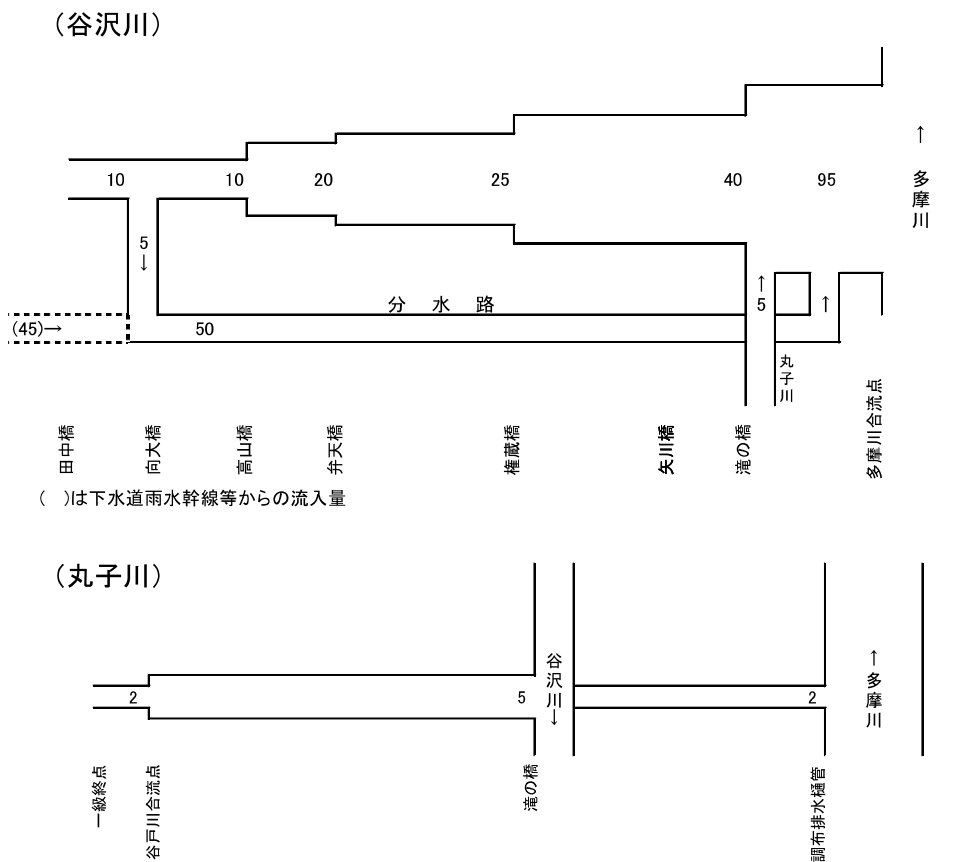 （谷沢川）
10
10
20
25
40
95
↑
多摩川
5
↓
分水路
↑
5
↑
(45)→
50
丸子川
田中橋
向大橋
高山橋
弁天橋
権蔵橋
矢川橋
滝の橋
多摩川合流点
（　）は下水道雨水幹線等からの流入量
（丸子川）
2
5
谷沢川
↓
2
↑
多摩川
一級終点
谷戸川合流点
滝の橋
調布排水樋管